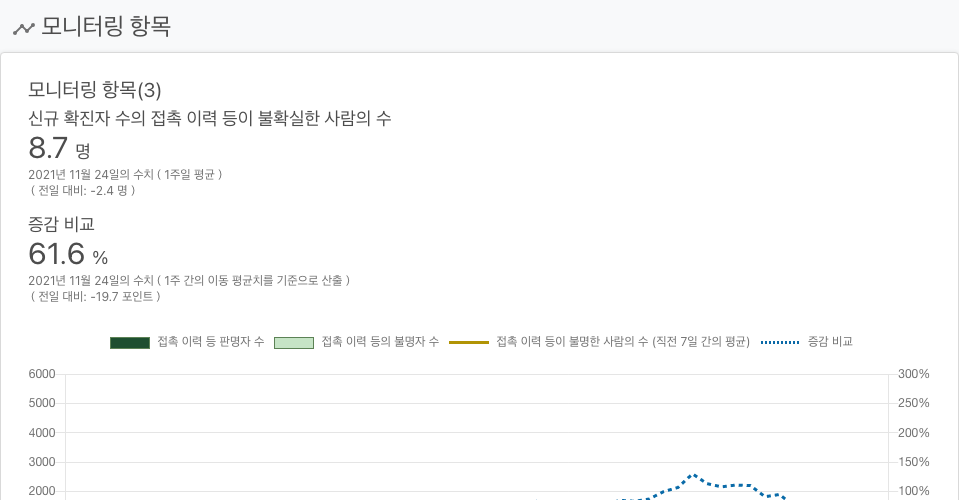 모니터링 항목
모니터링 항목(3)
신규 확진자 수의 접촉 이력 등이 불확실한 사람의 수
8.7 명
2021년 11월 24일의 수치 ( 1주일 평균 )
( 전일 대비: -2.4 명 )
증감 비교
61.6 %
2021년 11월 24일의 수치 ( 1주 간의 이동 평균치를 기준으로 산출 )
( 전일 대비: -19.7 포인트 )
접촉 이력 등 판명자 수 접촉 이력 등의 불명자 수 접촉 이력 등이 불명한 사람의 수 (직전 7일 간의 평균) 증감 비교
6000 300%
5000 250%
4000 200%
3000 150%
2000 100%